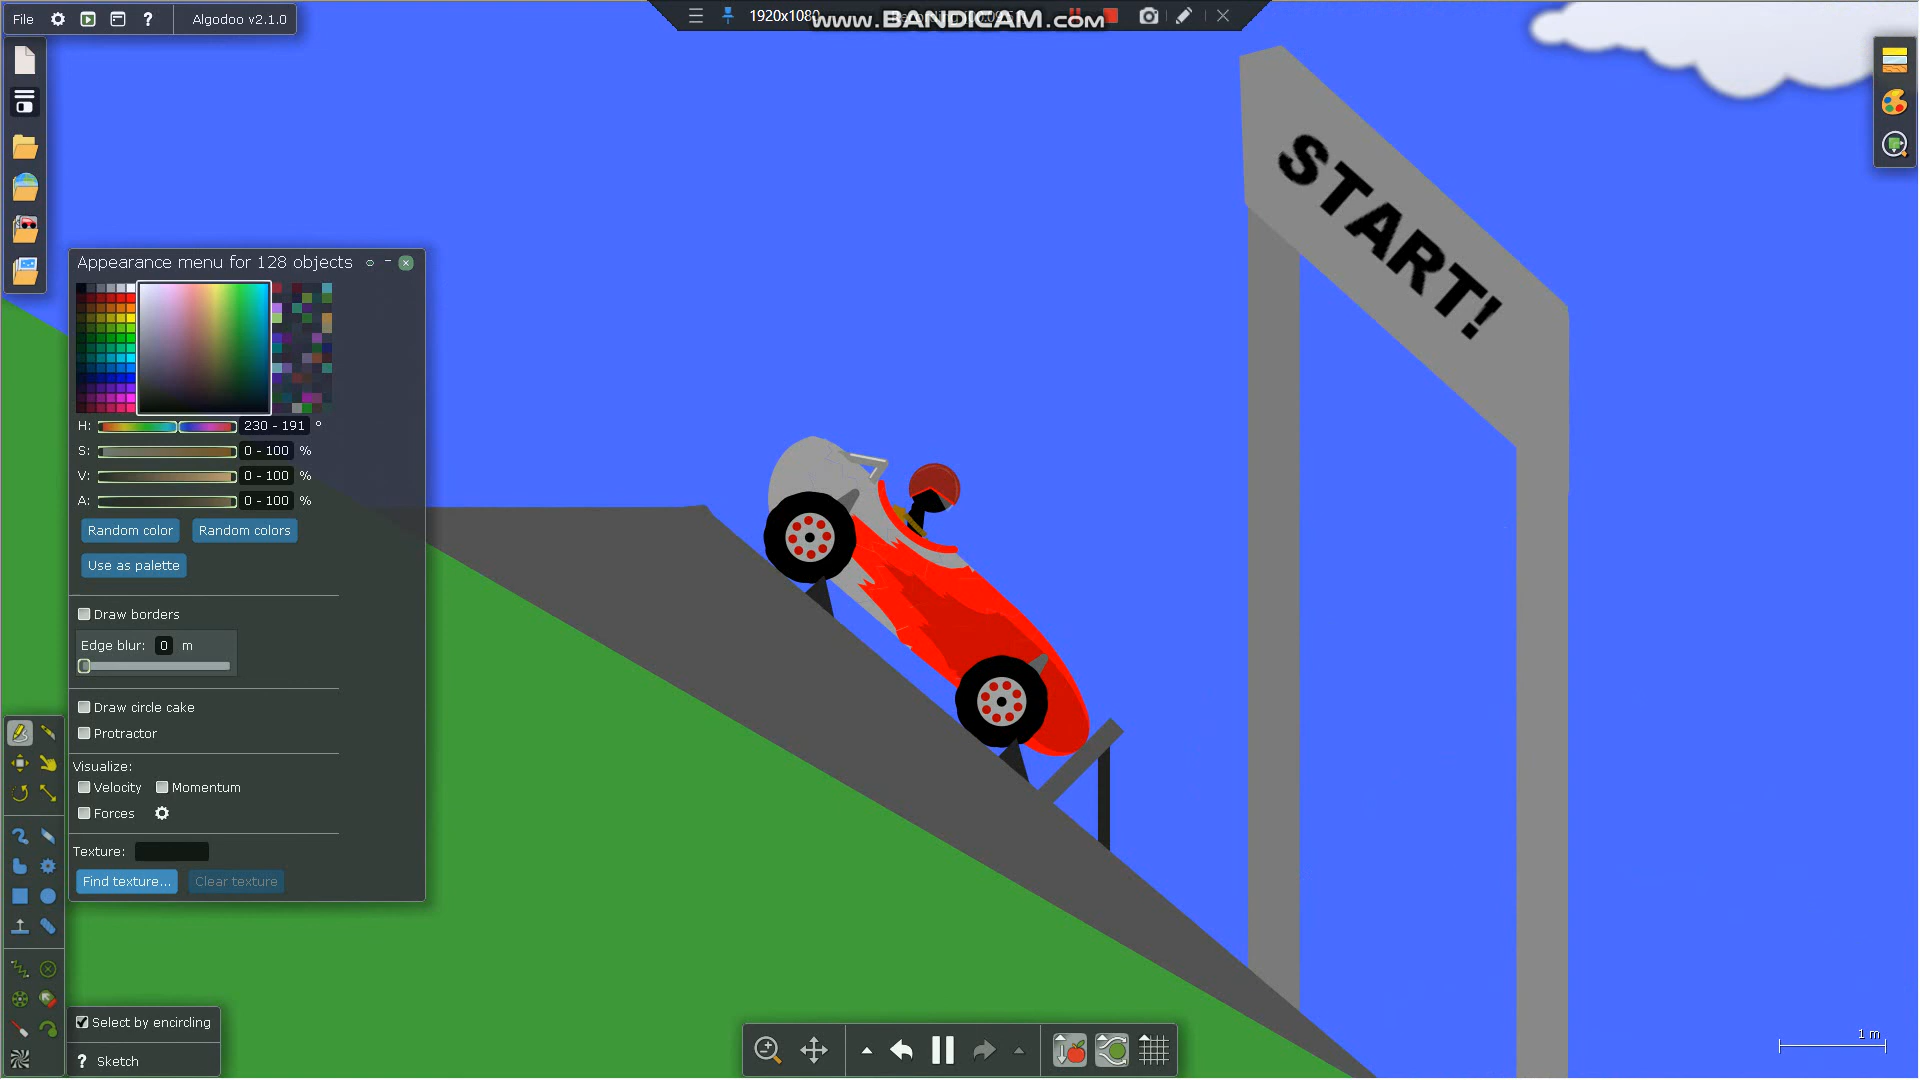 File
?
Algodoo v2.1.0
1920x1080
www.BANDICAM.com
START!
Appearance menu for 128 objects
H: 230 - 191 °
S: 0 - 100 %
V: 0 - 100 %
A: 0 - 100 %
Random color
Random colors
Use as palette
Draw borders
Edge blur: 0 m
Draw circle cake
Protractor
Visualize:
Velocity
Momentum
Forces
Texture:
Find texture...
Clear texture
Select by encircling
? Sketch
1 m